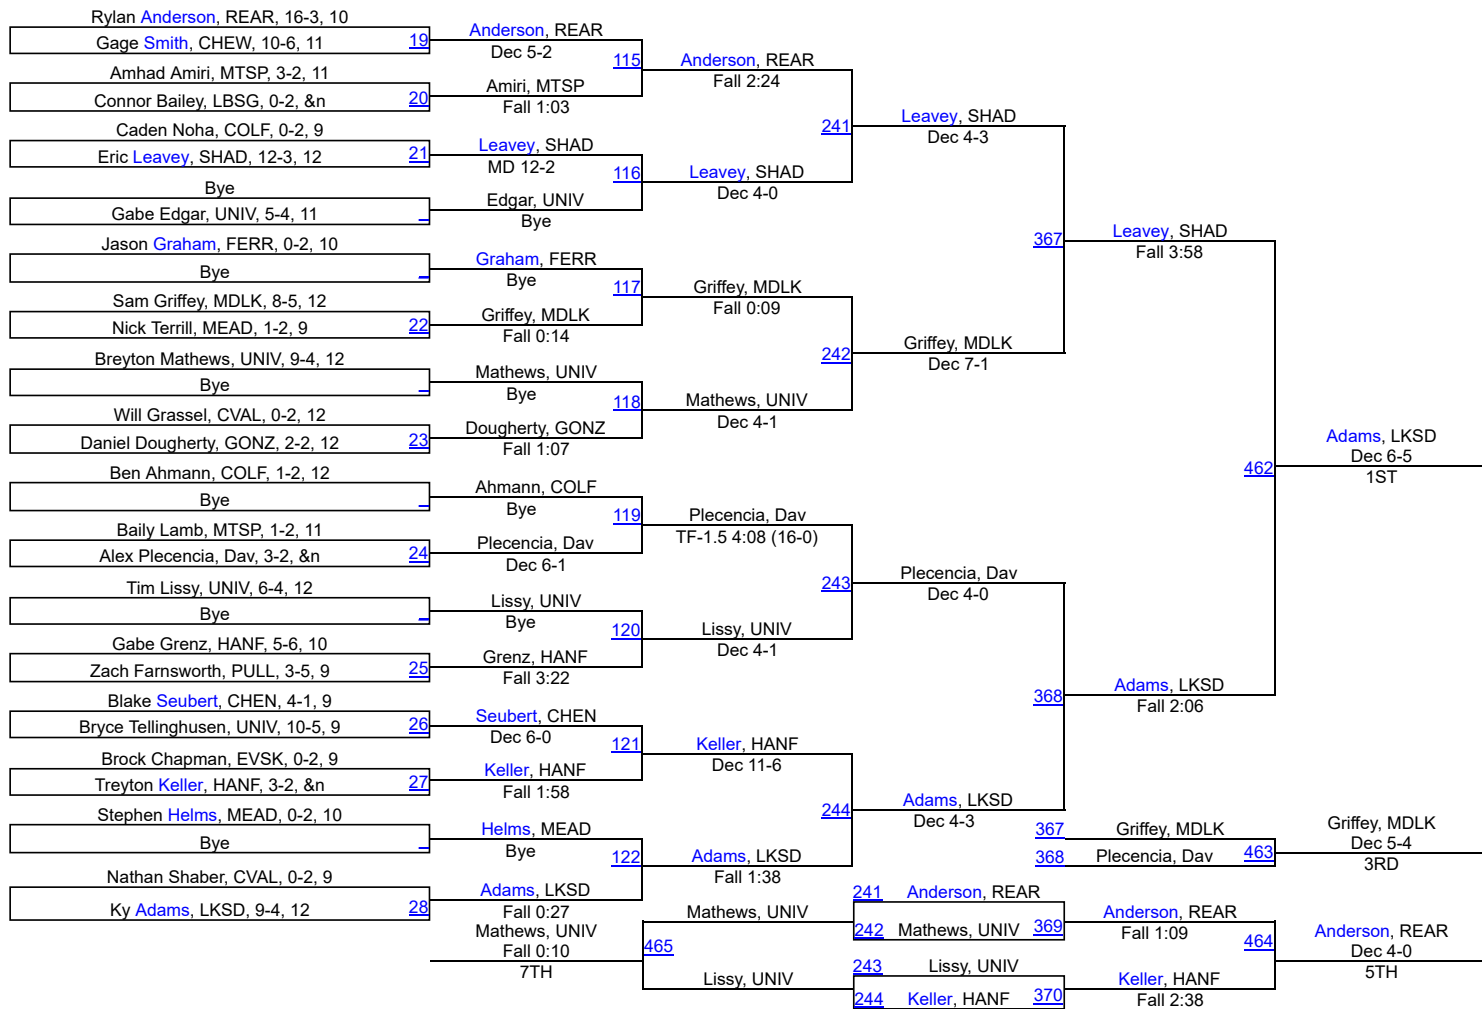 Rylan Anderson, REAR, 16-3, 10
Gage Smith, CHEW, 10-6, 11
19
Amhad Amiri, MTSP, 3-2, 11
Connor Bailey, LBSG, 0-2, &n
20
Caden Noha, COLF, 0-2, 9
Eric Leavey, SHAD, 12-3, 12
21
Bye
Gabe Edgar, UNIV, 5-4, 11
Jason Graham, FERR, 0-2, 10
Bye
Sam Griffey, MDLK, 8-5, 12
Nick Terrill, MEAD, 1-2, 9
22
Breyton Mathews, UNIV, 9-4, 12
Bye
Will Grassel, CVAL, 0-2, 12
Daniel Dougherty, GONZ, 2-2, 12
23
Ben Ahmann, COLF, 1-2, 12
Bye
Baily Lamb, MTSP, 1-2, 11
Alex Plecencia, Dav, 3-2, &n
24
Tim Lissy, UNIV, 6-4, 12
Bye
Gabe Grenz, HANF, 5-6, 10
Zach Farnsworth, PULL, 3-5, 9
25
Blake Seubert, CHEN, 4-1, 9
Bryce Tellinghusen, UNIV, 10-5, 9
26
Brock Chapman, EVSK, 0-2, 9
Treyton Keller, HANF, 3-2, &n
27
Stephen Helms, MEAD, 0-2, 10
Bye
Nathan Shaber, CVAL, 0-2, 9
Ky Adams, LKSD, 9-4, 12
28
Anderson, REAR
Dec 5-2
115
Amiri, MTSP
Fall 1:03
Leavey, SHAD
MD 12-2
116
Edgar, UNIV
Bye
Graham, FERR
Bye
117
Griffey, MDLK
Fall 0:14
Mathews, UNIV
Bye
118
Dougherty, GONZ
Fall 1:07
Ahmann, COLF
Bye
119
Plecencia, Dav
Dec 6-1
Lissy, UNIV
Bye
120
Grenz, HANF
Fall 3:22
Seubert, CHEN
Dec 6-0
121
Keller, HANF
Fall 1:58
Helms, MEAD
Bye
122
Adams, LKSD
Fall 0:27
Anderson, REAR
Fall 2:24
241
Leavey, SHAD
Dec 4-0
Griffey, MDLK
Fall 0:09
242
Mathews, UNIV
Dec 4-1
Plecencia, Dav
TF-1.5 4:08 (16-0)
243
Lissy, UNIV
Dec 4-1
Keller, HANF
Dec 11-6
244
Adams, LKSD
Fall 1:38
Leavey, SHAD
Dec 4-3
367
Griffey, MDLK
Dec 7-1
Plecencia, Dav
Dec 4-0
368
Adams, LKSD
Dec 4-3
Leavey, SHAD
Fall 3:58
462
Adams, LKSD
Fall 2:06
Adams, LKSD
Dec 6-5
1ST
367
Griffey, MDLK
368
Plecencia, Dav
463
Griffey, MDLK
Dec 5-4
3RD
241
Anderson, REAR
242
Mathews, UNIV
369
243
Lissy, UNIV
244
Keller, HANF
370
Anderson, REAR
Fall 1:09
464
Keller, HANF
Fall 2:38
Anderson, REAR
Dec 4-0
5TH
Mathews, UNIV
465
Lissy, UNIV
Mathews, UNIV
Fall 0:10
7TH